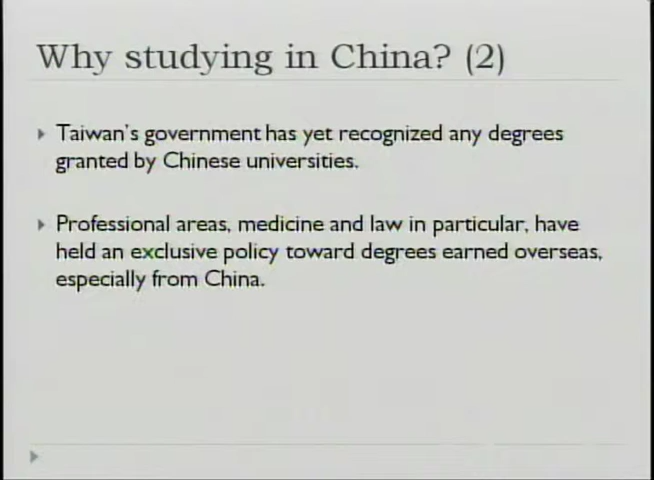 Why studying in China? (2)
Taiwan's government has yet recognized any degrees
granted by Chinese universities.
Professional areas, medicine and law in particular, have
held an exclusive policy toward degrees earned overseas,
especially from China.